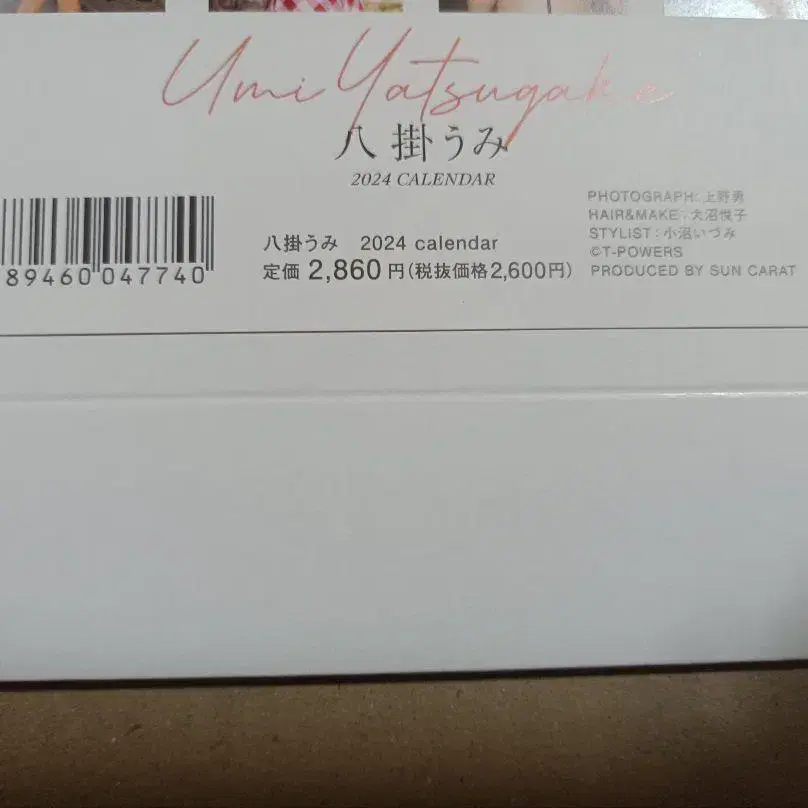 Umi Yatsugake
八掛うみ
2024 CALENDAR
八掛うみ 2024 calendar
定価 2,860円(税抜価格2,600円)
89460 047740
PHOTOGRAPH: 上野勇
HAIR&MAKE: 大沼悦子
STYLIST: 小沼いづみ
©T-POWERS
PRODUCED BY SUN CARAT